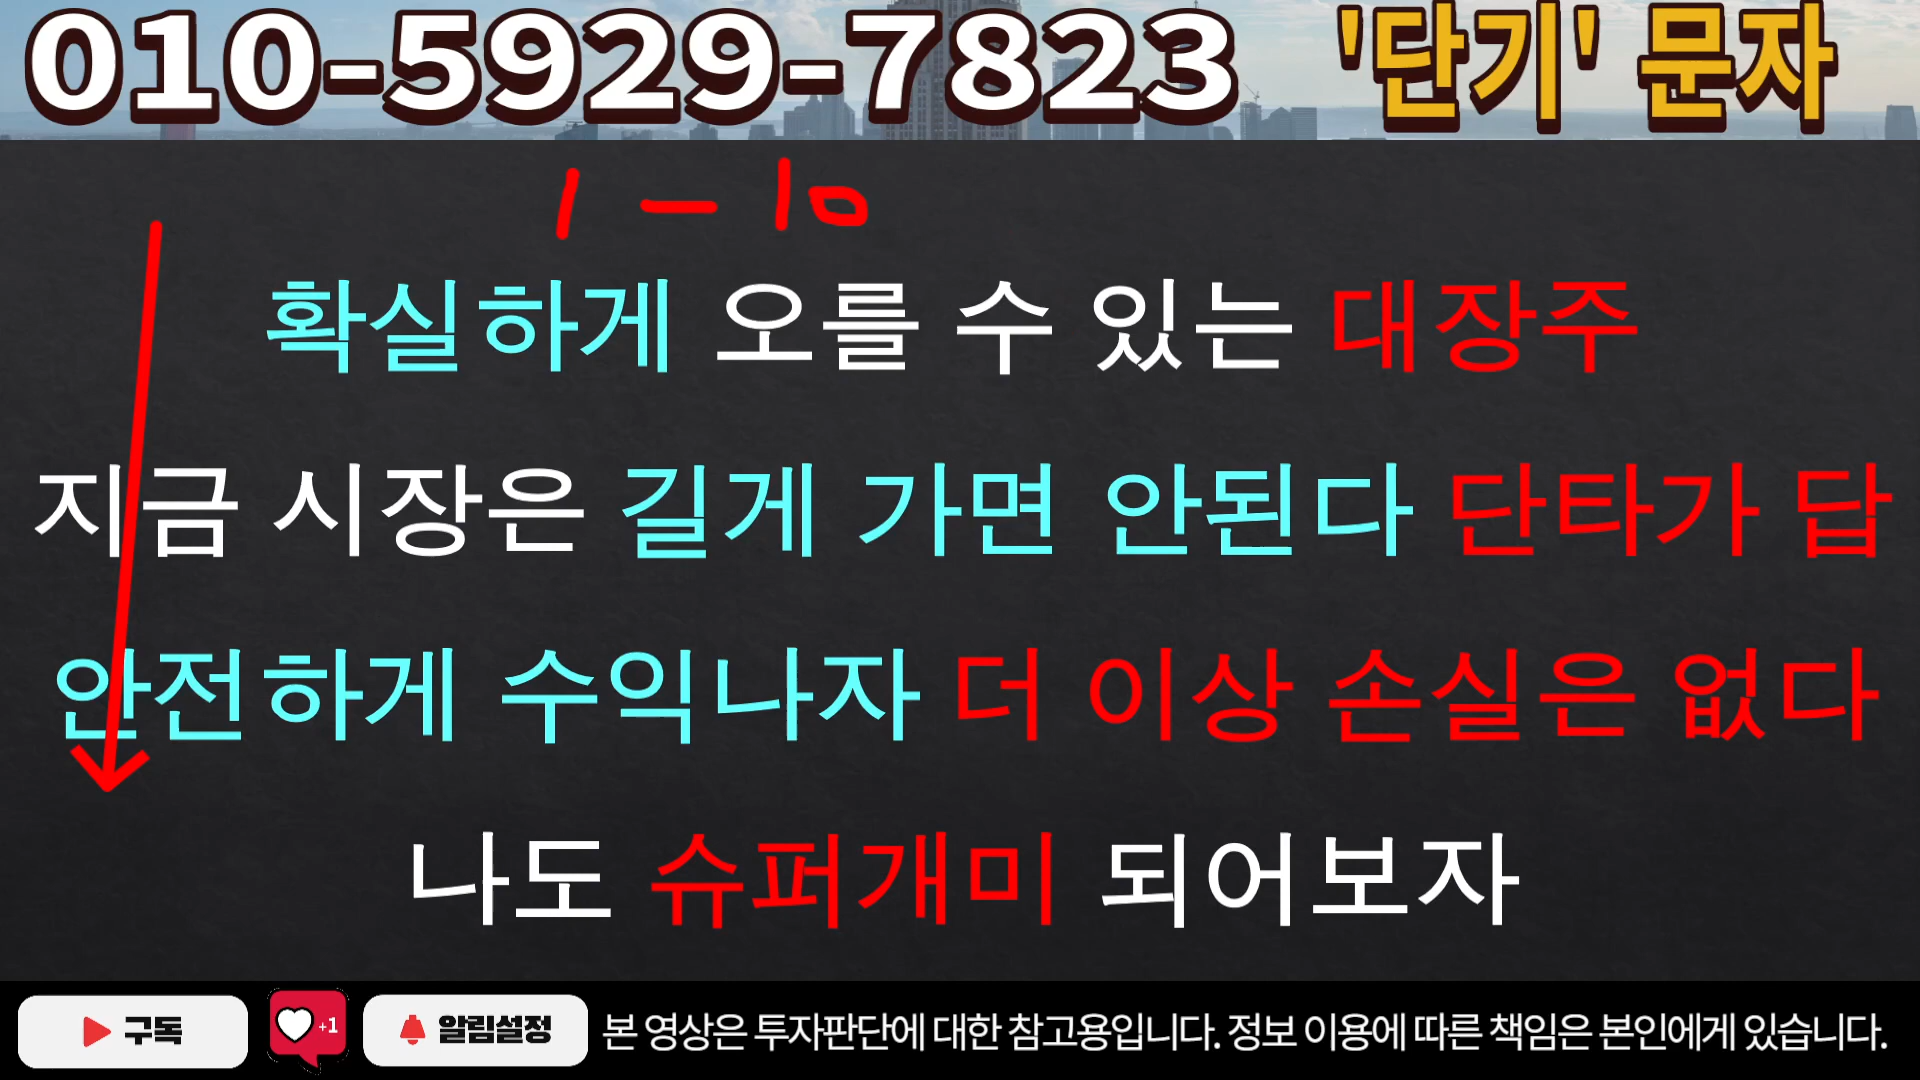 010-5929-7823 '단기' 문자
1 - 10
확실하게 오를 수 있는 대장주
지금 시장은 길게 가면 안된다 단타가 답
안전하게 수익나자 더 이상 손실은 없다
나도 슈퍼개미 되어보자
구독 +1 알림설정 본 영상은 투자판단에 대한 참고용입니다. 정보 이용에 따른 책임은 본인에게 있습니다.